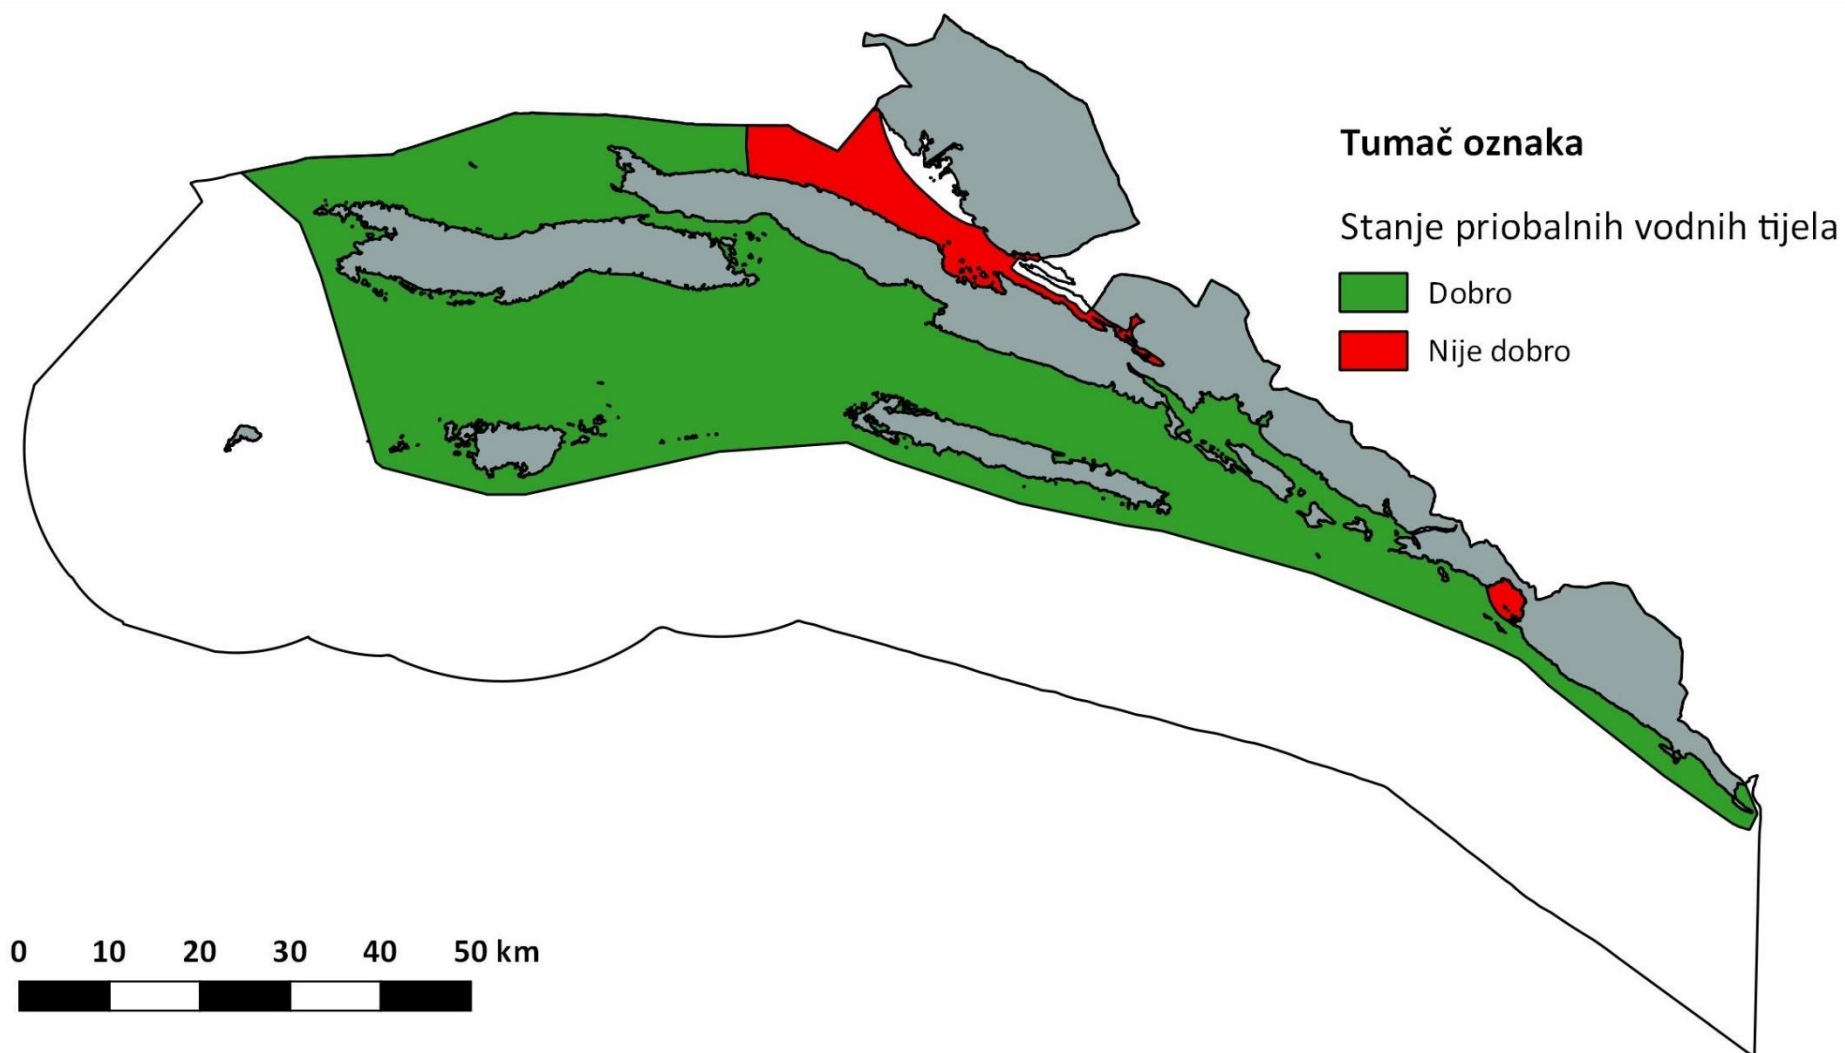 Tumač oznaka
Stanje priobalnih vodnih tijela
Dobro
Nije dobro
0 10 20 30 40 50 km